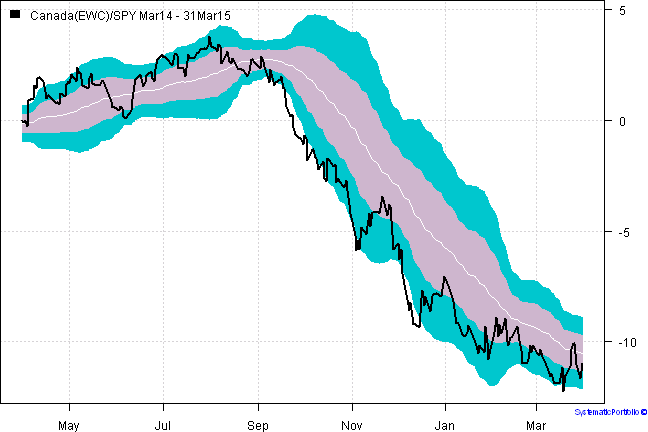 Canada(EWC)/SPY Mar14 - 31Mar15
5
0
-5
-10
May Jul Sep Nov Jan Mar
SystematicPortfolio ©